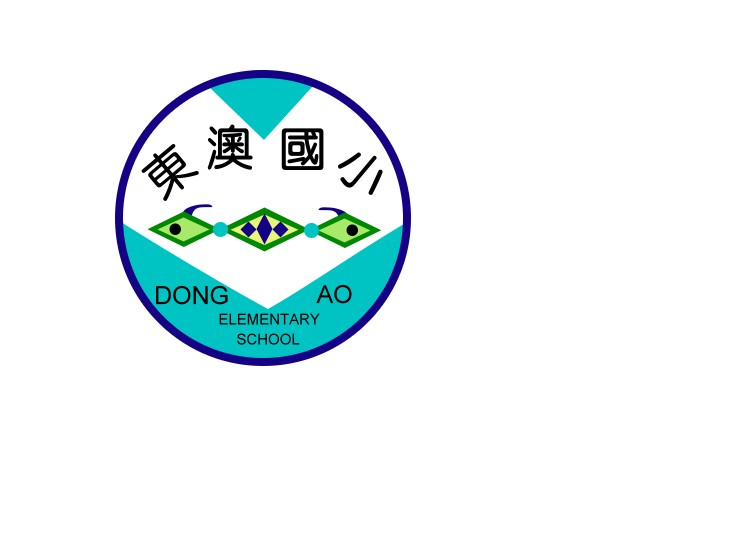 東澳國小
DONG AO
ELEMENTARY
SCHOOL